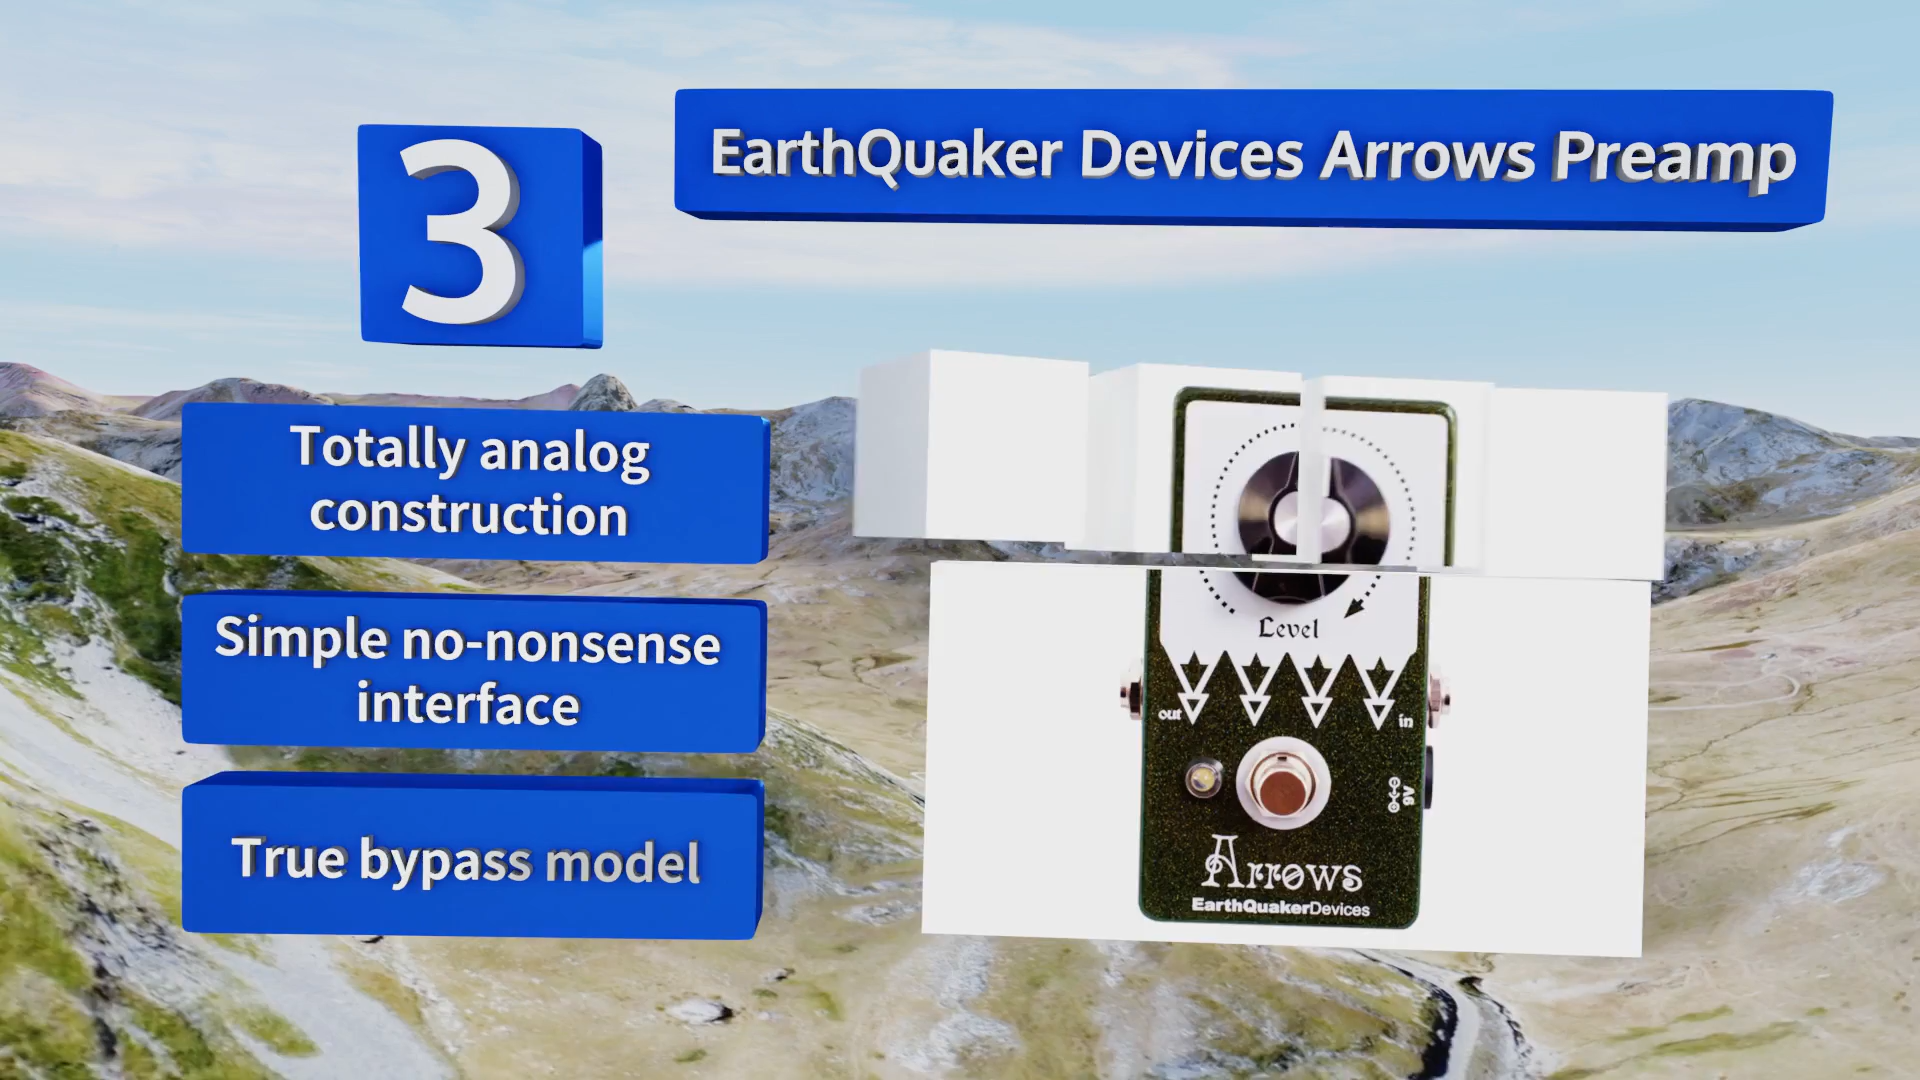 3
EarthQuaker Devices Arrows Preamp
Totally analog
construction
Simple no-nonsense
interface
True bypass model
Level
out
in
9V
Arrows
EarthQuakerDevices